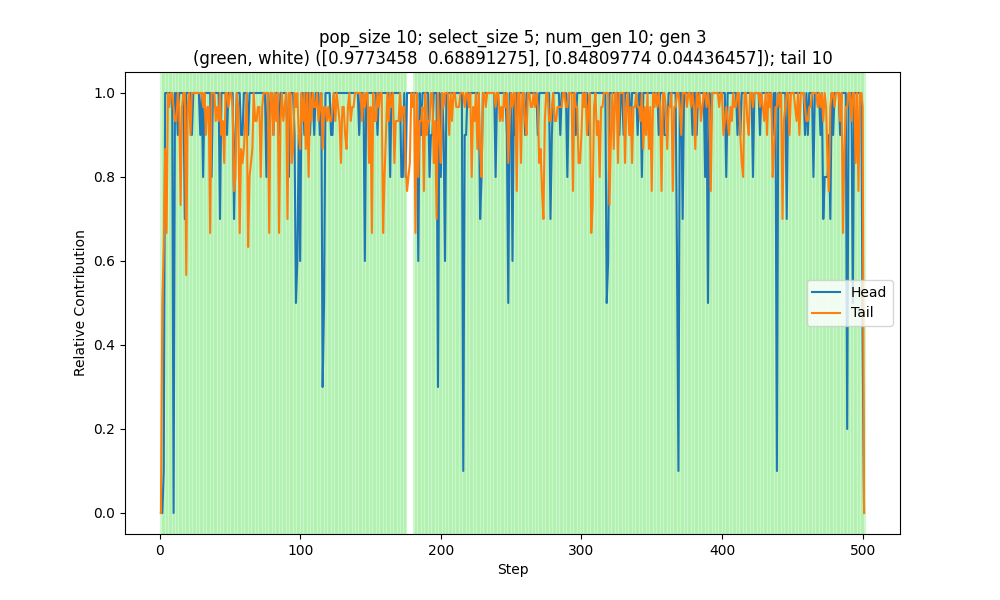 pop_size 10; select_size 5; num_gen 10; gen 3
(green, white) ([0.9773458  0.68891275], [0.84809774 0.04436457]); tail 10
Relative Contribution
1.0
0.8
0.6
0.4
0.2
0.0
Head
Tail
0 100 200 300 400 500
Step